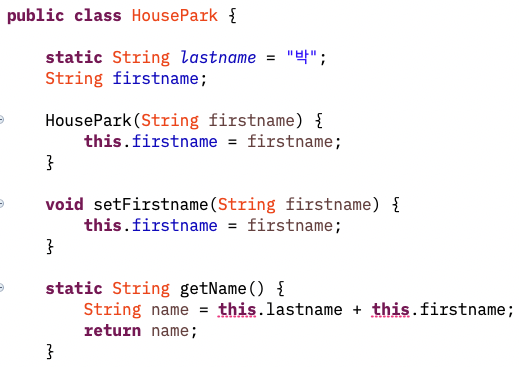 public class HousePark {
static String lastname = "박";
String firstname;
HousePark(String firstname) {
this.firstname = firstname;
}
void setFirstname(String firstname) {
this.firstname = firstname;
}
static String getName() {
String name = this.lastname + this.firstname;
return name;
}